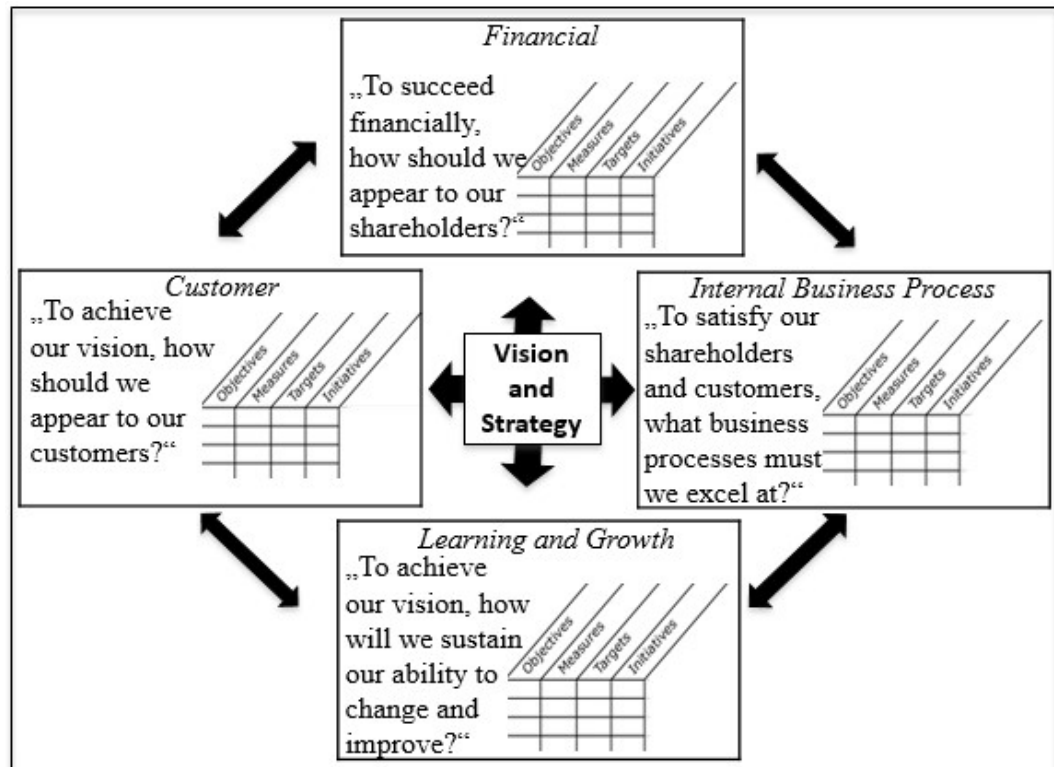 Financial
„To succeed
financially,
how should we
appear to our
shareholders?“
Objectives
Measures
Targets
Initiatives
Customer
„To achieve
our vision, how
should we
appear to our
customers?“
Objectives
Measures
Targets
Initiatives
Vision
and
Strategy
Internal Business Process
„To satisfy our
shareholders
and customers,
what business
processes must
we excel at?“
Objectives
Measures
Targets
Initiatives
Learning and Growth
„To achieve
our vision, how
will we sustain
our ability to
change and
improve?“
Objectives
Measures
Targets
Initiatives